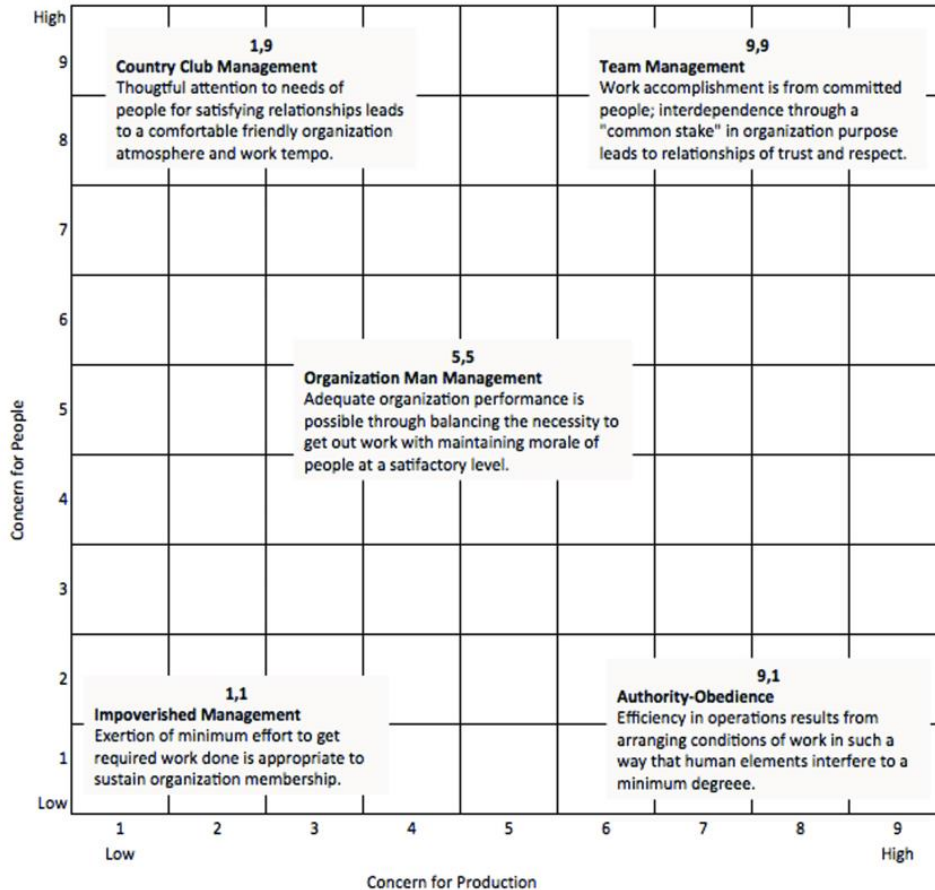 High
9
8
7
6
5
4
3
2
1
Low
Concern for People
1,9
Country Club Management
Thougtful attention to needs of
people for satisfying relationships leads
to a comfortable friendly organization
atmosphere and work tempo.
9,9
Team Management
Work accomplishment is from committed
people; interdependence through a
"common stake" in organization purpose
leads to relationships of trust and respect.
5,5
Organization Man Management
Adequate organization performance is
possible through balancing the necessity to
get out work with maintaining morale of
people at a satifactory level.
1,1
Impoverished Management
Exertion of minimum effort to get
required work done is appropriate to
sustain organization membership.
9,1
Authority-Obedience
Efficiency in operations results from
arranging conditions of work in such a
way that human elements interfere to a
minimum degreee.
1 2 3 4 5 6 7 8 9
Low High
Concern for Production